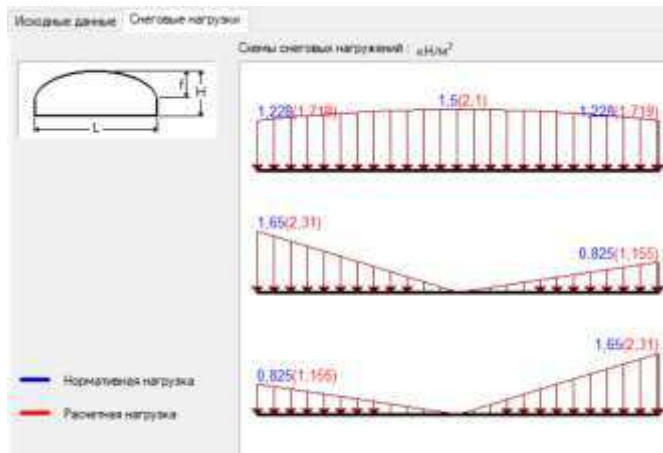 Исходные данные Снеговые нагрузки
Схемы снеговых нагружений : кН/м²
f H
L
1,5(2,1)
1,228(1,719) 1,228(1,719)
1,65(2,31)
0,825(1,155)
1,65(2,31)
0,825(1,155)
Нормативная нагрузка
Расчетная нагрузка